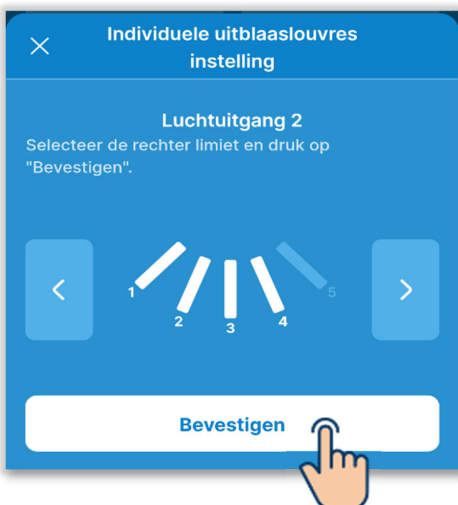 Individuele uitblaaslouvres
instelling
Luchtuitgang 2
Selecteer de rechter limiet en druk op
"Bevestigen".
1
2
3
4
5
Bevestigen